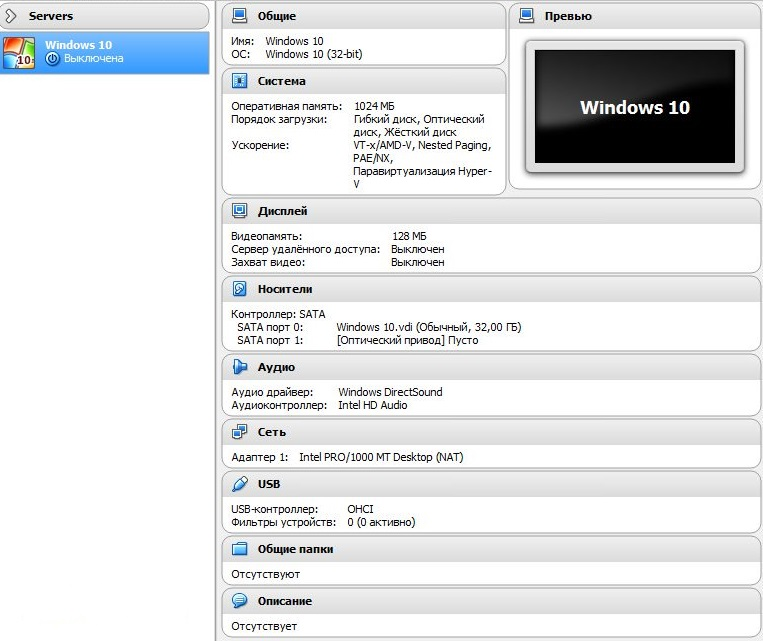 Servers
Windows 10
Выключена
Общие
Имя: Windows 10
ОС: Windows 10 (32-bit)
Превью
Windows 10
Система
Оперативная память: 1024 МБ
Порядок загрузки: Гибкий диск, Оптический
диск, Жёсткий диск
Ускорение: VT-x/AMD-V, Nested Paging,
PAE/NX,
Паравиртуализация Hyper-
V
Дисплей
Видеопамять: 128 МБ
Сервер удалённого доступа: Выключен
Захват видео: Выключен
Носители
Контроллер: SATA
SATA порт 0: Windows 10.vdi (Обычный, 32,00 ГБ)
SATA порт 1: [Оптический привод] Пусто
Аудио
Аудио драйвер: Windows DirectSound
Аудиоконтроллер: Intel HD Audio
Сеть
Адаптер 1: Intel PRO/1000 MT Desktop (NAT)
USB
USB-контроллер: OHCI
Фильтры устройств: 0 (0 активно)
Общие папки
Отсутствуют
Описание
Отсутствует